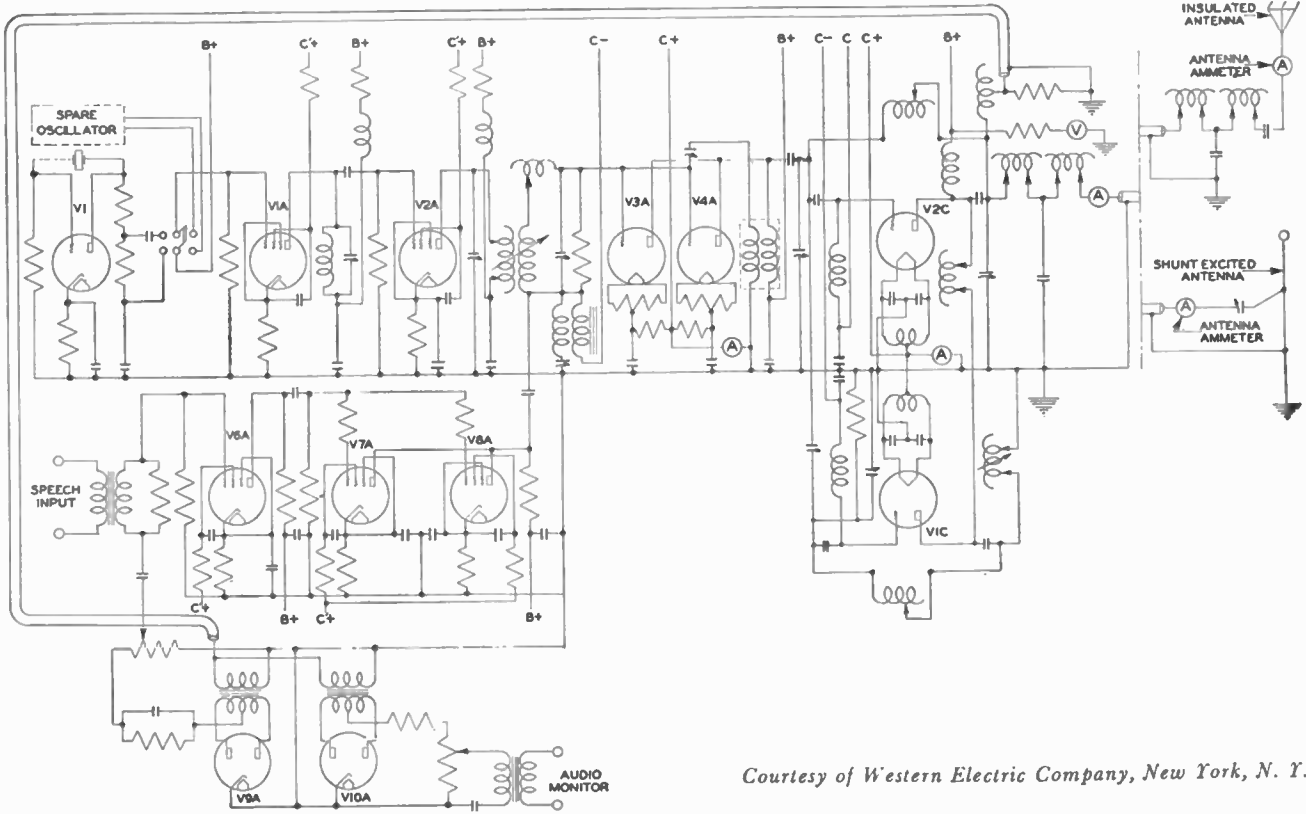 INSULATED
ANTENNA
B+
C'+
B+
C'+
B+
C-
C+
B+
C-
C
C+
B+
ANTENNA
AMMETER
A
SPARE
OSCILLATOR
V
V1
V1A
V2A
V3A
V4A
V2C
A
SHUNT EXCITED
ANTENNA
A
ANTENNA
AMMETER
A
A
V6A
V7A
V8A
SPEECH
INPUT
V1C
C'+
B+
C'+
B+
V9A
V10A
AUDIO
MONITOR
Courtesy of Western Electric Company, New York, N. Y.